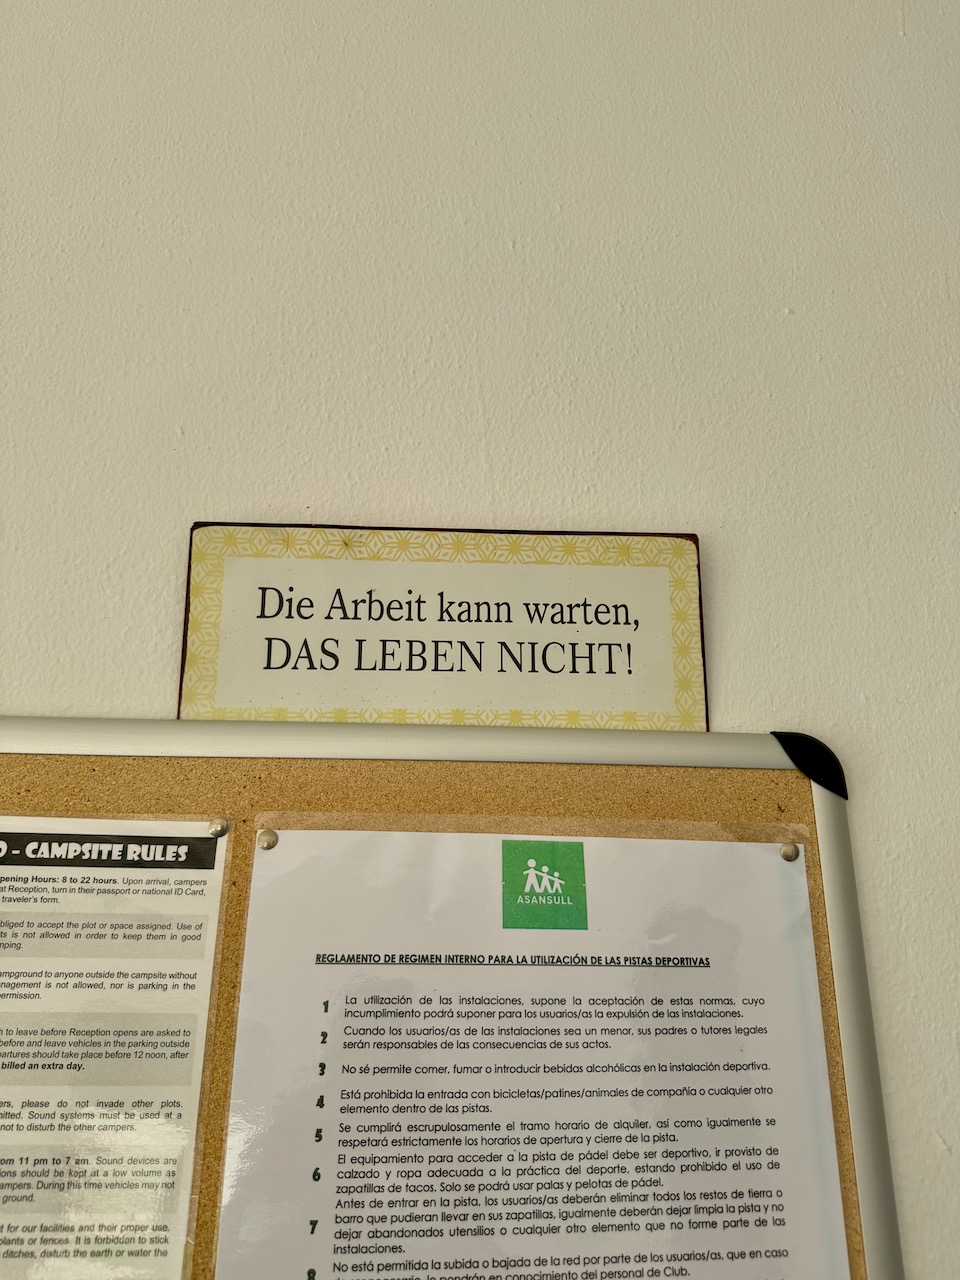 Die Arbeit kann warten,
DAS LEBEN NICHT!
- CAMPSITE RULES
pening Hours: 8 to 22 hours. Upon arrival, campers
at Reception, turn in their passport or national ID Card,
traveler's form.
bliged to accept the plot or space assigned. Use of
ts is not allowed in order to keep them in good
mping.
ampground to anyone outside the campsite without
nagement is not allowed, nor is parking in the
ermission.
h to leave before Reception opens are asked to
before and leave vehicles in the parking outside
partures should take place before 12 noon, after
billed an extra day.
ers, please do not invade other plots.
mitted. Sound systems must be used at a
not to disturb the other campers.
om 11 pm to 7 am. Sound devices are
ions should be kept at a low volume as
ampers. During this time vehicles may not
ground.
t for our facilities and their proper use.
plants or fences. It is forbidden to stick
ditches, disturb the earth or water the
ASANSULL
REGLAMENTO DE REGIMEN INTERNO PARA LA UTILIZACIÓN DE LAS PISTAS DEPORTIVAS
1 La utilización de las instalaciones, supone la aceptación de estas normas, cuyo
incumplimiento podrá suponer para los usuarios/as la expulsión de las instalaciones.
2 Cuando los usuarios/as de las instalaciones sea un menor, sus padres o tutores legales
serán responsables de las consecuencias de sus actos.
3 No sé permite comer, fumar o introducir bebidas alcohólicas en la instalación deportiva.
4 Está prohibida la entrada con bicicletas/patines/animales de compañía o cualquier otro
elemento dentro de las pistas.
5 Se cumplirá escrupulosamente el tramo horario de alquiler, así como igualmente se
respetará estrictamente los horarios de apertura y cierre de la pista.
6 El equipamiento para acceder a la pista de pádel debe ser deportivo, ir provisto de
calzado y ropa adecuada a la práctica del deporte, estando prohibido el uso de
zapatillas de tacos. Solo se podrá usar palas y pelotas de pádel.
7 Antes de entrar en la pista, los usuarios/as deberán eliminar todos los restos de tierra o
barro que pudieran llevar en sus zapatillas, igualmente deberán dejar limpia la pista y no
dejar abandonados utensilios o cualquier otro elemento que no forme parte de las
instalaciones.
8 No está permitida la subida o bajada de la red por parte de los usuarios/as, que en caso
lo pondrán en conocimiento del personal de Club.